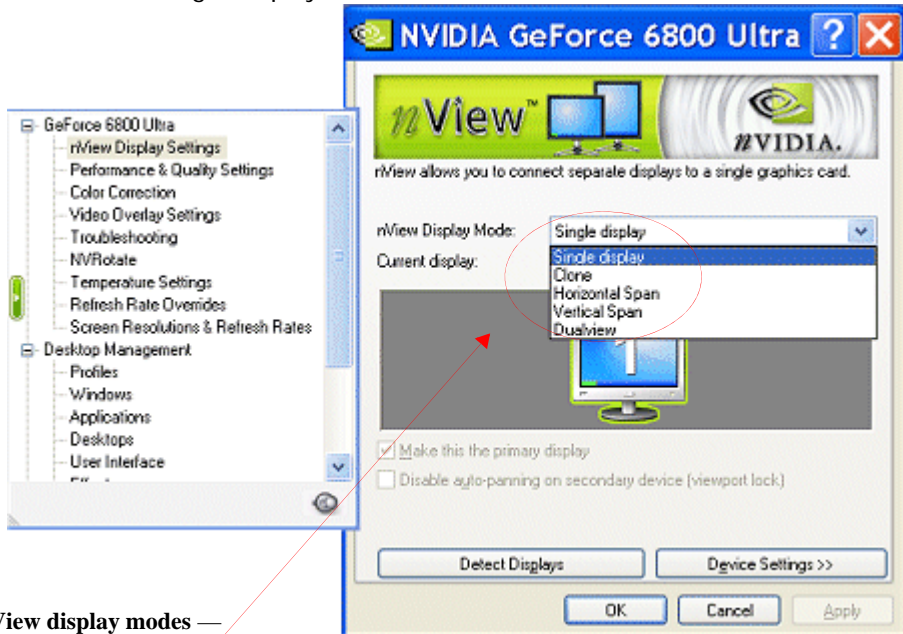 NVIDIA GeForce 6800 Ultra
nView™
nVIDIA.
nView allows you to connect separate displays to a single graphics card.
GeForce 6800 Ultra
nView Display Settings
Performance & Quality Settings
Color Correction
Video Overlay Settings
Troubleshooting
NVRotate
Temperature Settings
Refresh Rate Overrides
Screen Resolutions & Refresh Rates
Desktop Management
Profiles
Windows
Applications
Desktops
User Interface
nView Display Mode:
Single display
Current display:
Single display
Clone
Horizontal Span
Vertical Span
Dualview
1
Make this the primary display
Disable auto-panning on secondary device (viewport lock)
Detect Displays
Device Settings >>
OK
Cancel
Apply
View display modes —